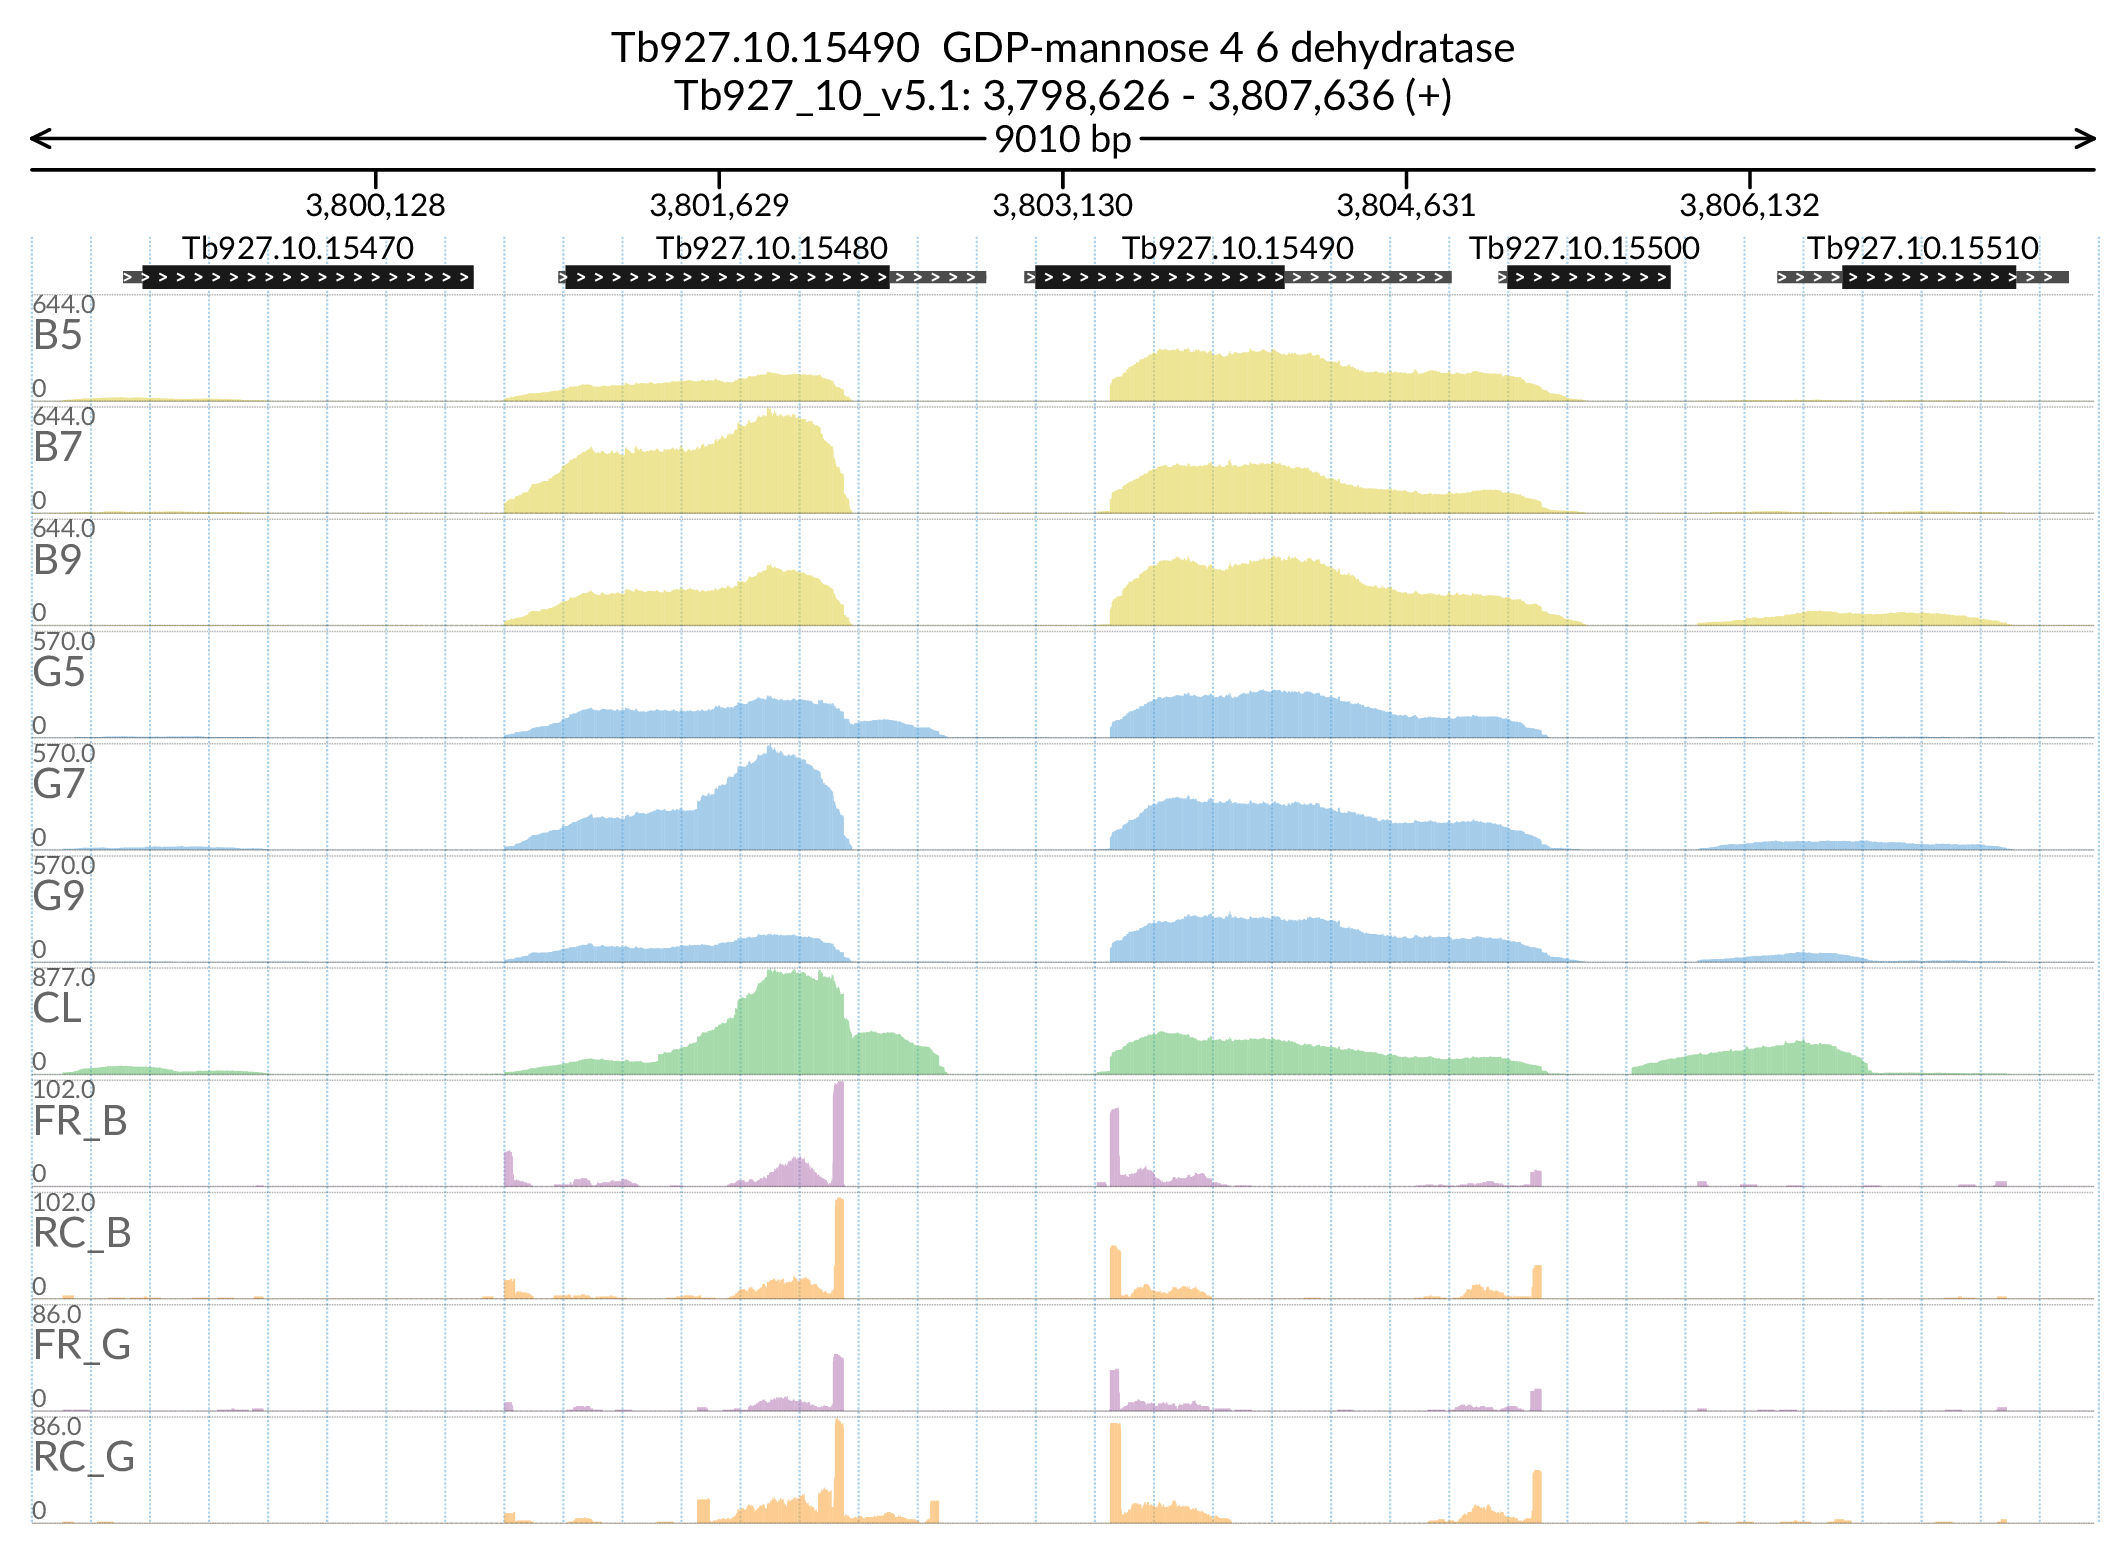 Tb927.10.15490  GDP-mannose 4 6 dehydratase
Tb927_10_v5.1: 3,798,626 - 3,807,636 (+)
9010 bp
3,800,128 3,801,629 3,803,130 3,804,631 3,806,132
Tb927.10.15470 Tb927.10.15480 Tb927.10.15490 Tb927.10.15500 Tb927.10.15510
644.0
B5
0
644.0
B7
0
644.0
B9
0
570.0
G5
0
570.0
G7
0
570.0
G9
0
877.0
CL
0
102.0
FR_B
0
102.0
RC_B
0
86.0
FR_G
0
86.0
RC_G
0